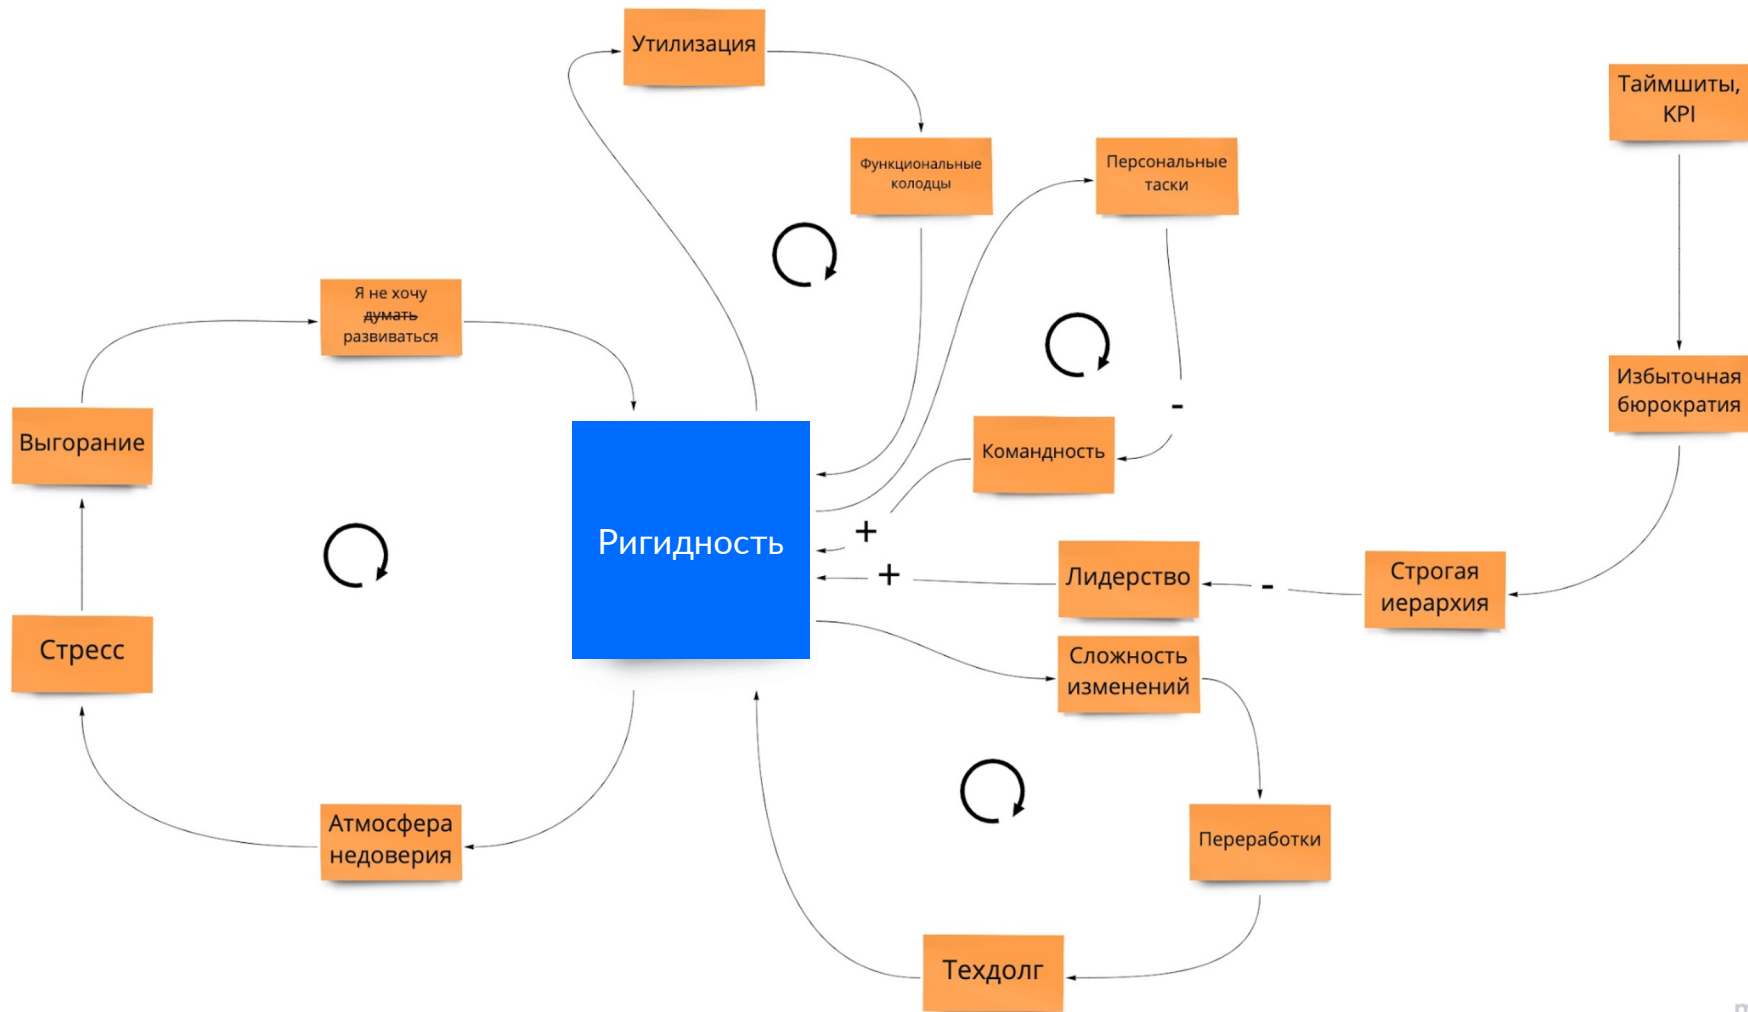 Утилизация
Таймшиты,
KPI
Функциональные
колодцы
Персональные
таски
Я не хочу
думать
развиваться
Избыточная
бюрократия
Выгорание
-
Командность
+
Ригидность
+
Лидерство
-
Строгая
иерархия
Стресс
Сложность
изменений
Атмосфера
недоверия
Переработки
Техдолг